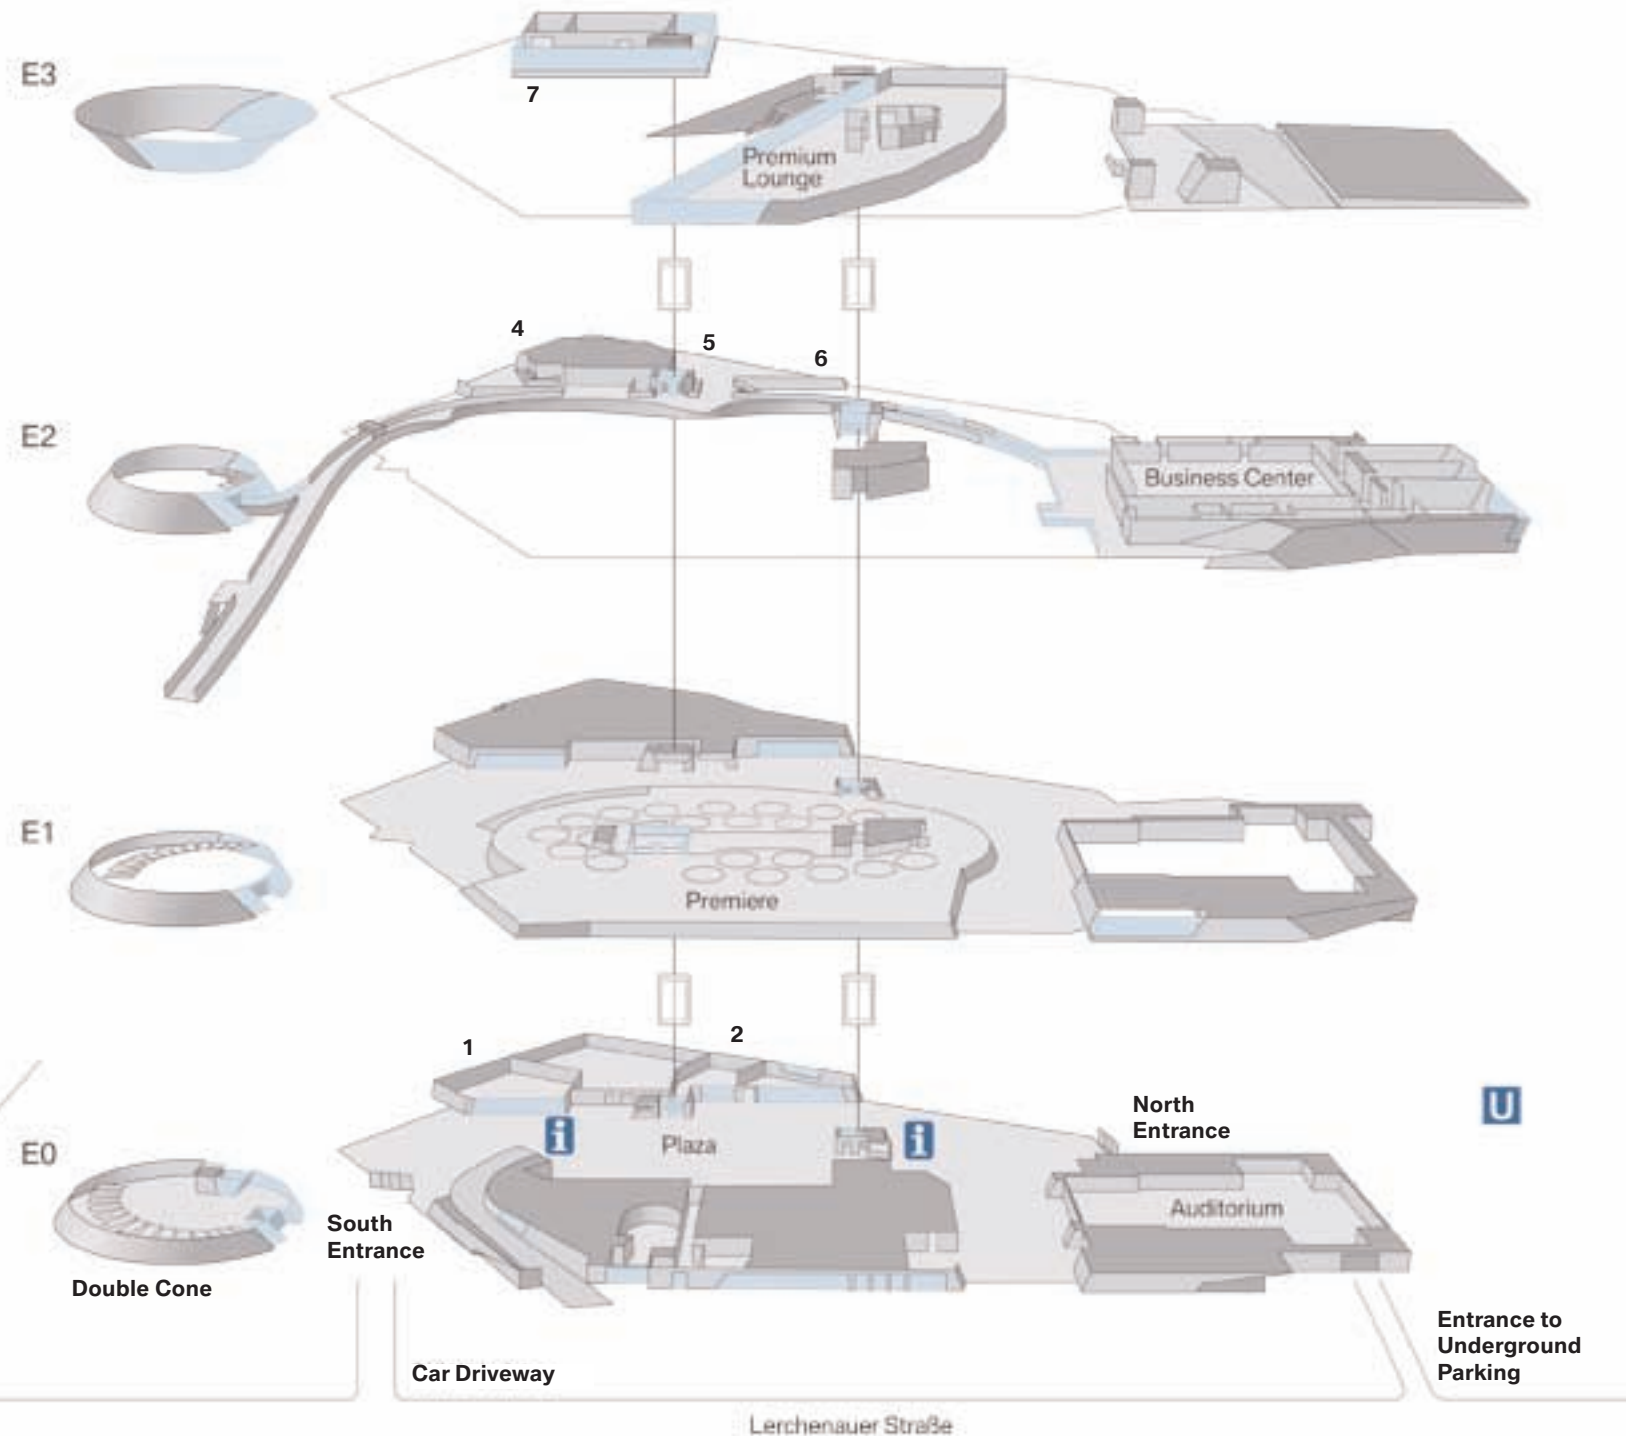 E3
7
Premium
Lounge
4
5
6
E2
Business Center
E1
Premiere
1
2
North
Entrance
U
E0
i
Plaza
i
Auditorium
South
Entrance
Double Cone
Entrance to
Underground
Parking
Car Driveway
Lerchenauer Straße